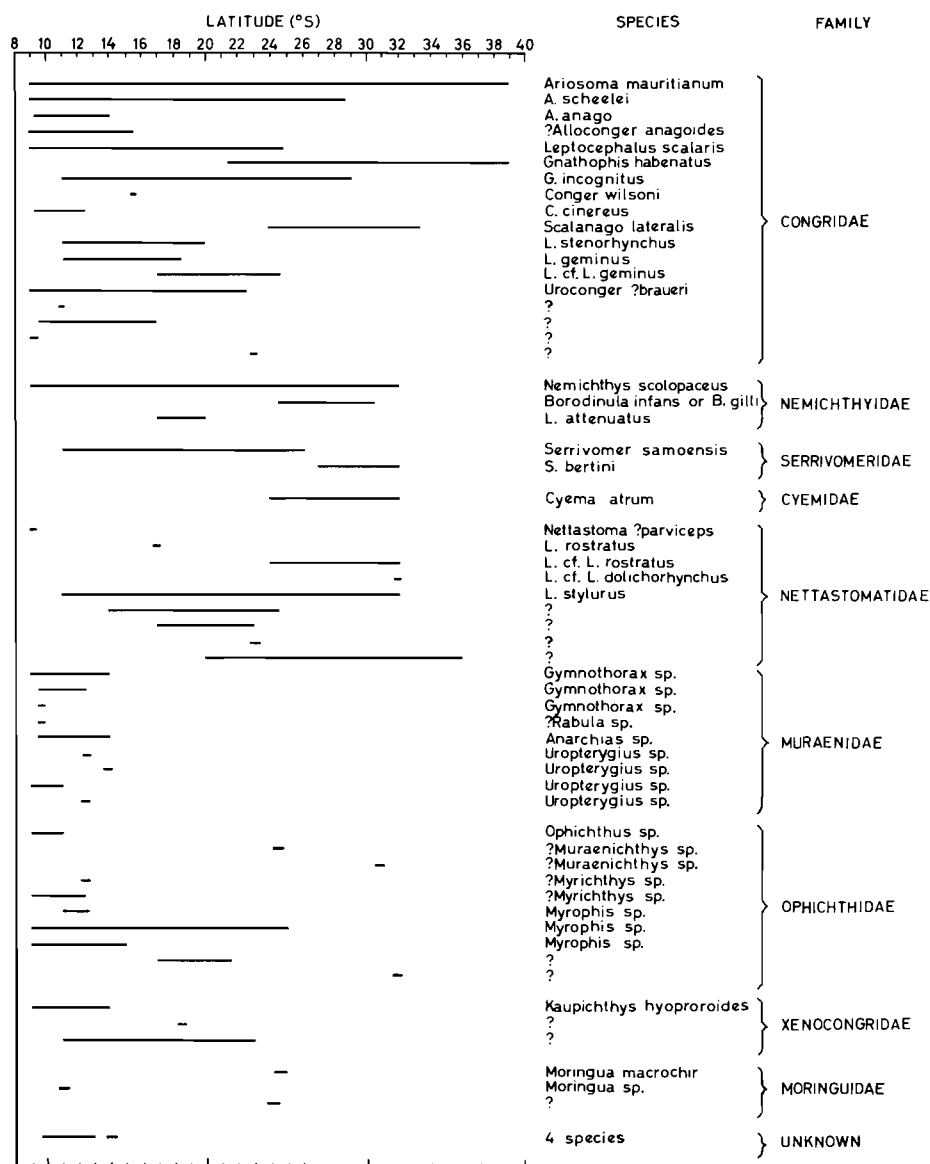 LATITUDE (°S) SPECIES FAMILY
8 10 14 18 20 22 24 26 30 34 36 40
Ariosoma mauritianum
A. scheelei
A. anago
?Alloconger anagoides
Leptocephalus scalaris
Gnathophis habenatus
G. incognitus
Conger wilsoni
C. cinereus
Scalanago lateralis
CONGRIDAE
L. stenorhynchus
L. geminus
L. cf. L. geminus
Uroconger ?braueri
?
?
?
?
Nemichthys scolopaceus
Borodinula infans or B. gilli
NEMICHTHYIDAE
L. attenuatus
Serrivomer samoensis
SERRIVOMERIDAE
S. bertini
Cyema atrum
CYEMIDAE
Nettastoma ?parviceps
L. rostratus
L. cf. L. rostratus
L. cf. L. dolichorhynchus
L. stylurus
NETTASTOMATIDAE
?
?
?
?
Gymnothorax sp.
Gymnothorax sp.
Gymnothorax sp.
?Rabula sp.
Anarchias sp.
MURAENIDAE
Uropterygius sp.
Uropterygius sp.
Uropterygius sp.
Uropterygius sp.
Ophichthus sp.
?Muraenichthys sp.
?Muraenichthys sp.
?Myrichthys sp.
?Myrichthys sp.
OPHICHTHIDAE
Myrophis sp.
Myrophis sp.
Myrophis sp.
?
?
Kaupichthys hyoproroides
XENOCONGRIDAE
?
?
Moringua macrochir
Moringua sp.
MORINGUIDAE
?
4 species
UNKNOWN